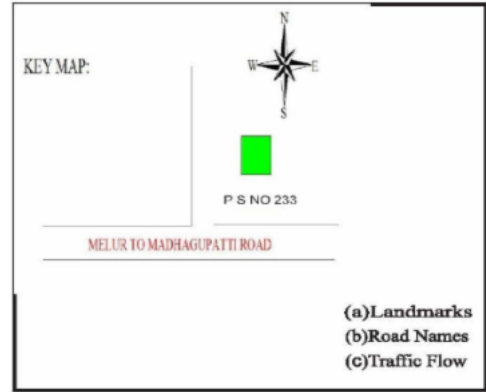 N
KEY MAP:
W E
S
P S NO 233
MELUR TO MADHAGUPATTI ROAD
(a)Landmarks
(b)Road Names
(c)Traffic Flow